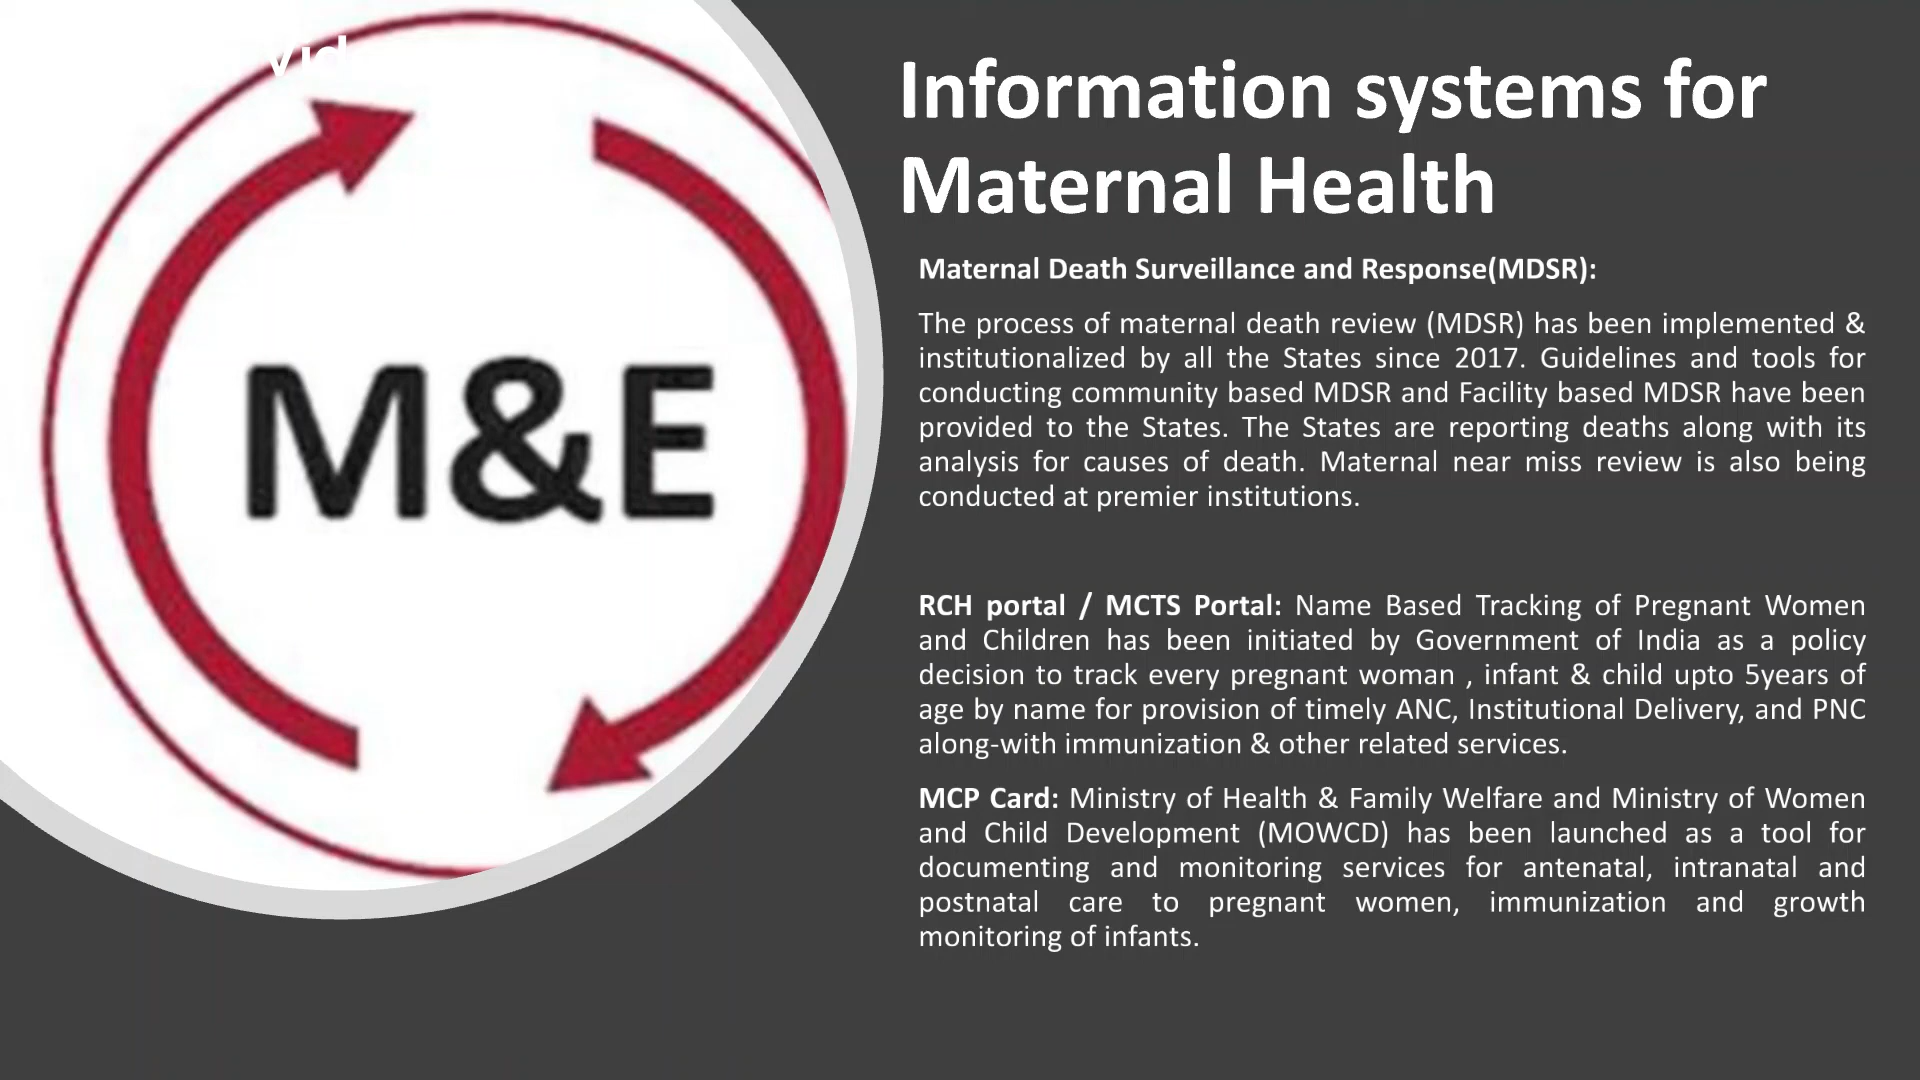 Information systems for
Maternal Health
M&E
Maternal Death Surveillance and Response(MDSR):
The process of maternal death review (MDSR) has been implemented &
institutionalized by all the States since 2017. Guidelines and tools for
conducting community based MDSR and Facility based MDSR have been
provided to the States. The States are reporting deaths along with its
analysis for causes of death. Maternal near miss review is also being
conducted at premier institutions.
RCH portal / MCTS Portal: Name Based Tracking of Pregnant Women
and Children has been initiated by Government of India as a policy
decision to track every pregnant woman , infant & child upto 5years of
age by name for provision of timely ANC, Institutional Delivery, and PNC
along-with immunization & other related services.
MCP Card: Ministry of Health & Family Welfare and Ministry of Women
and Child Development (MOWCD) has been launched as a tool for
documenting and monitoring services for antenatal, intranatal and
postnatal care to pregnant women, immunization and growth
monitoring of infants.